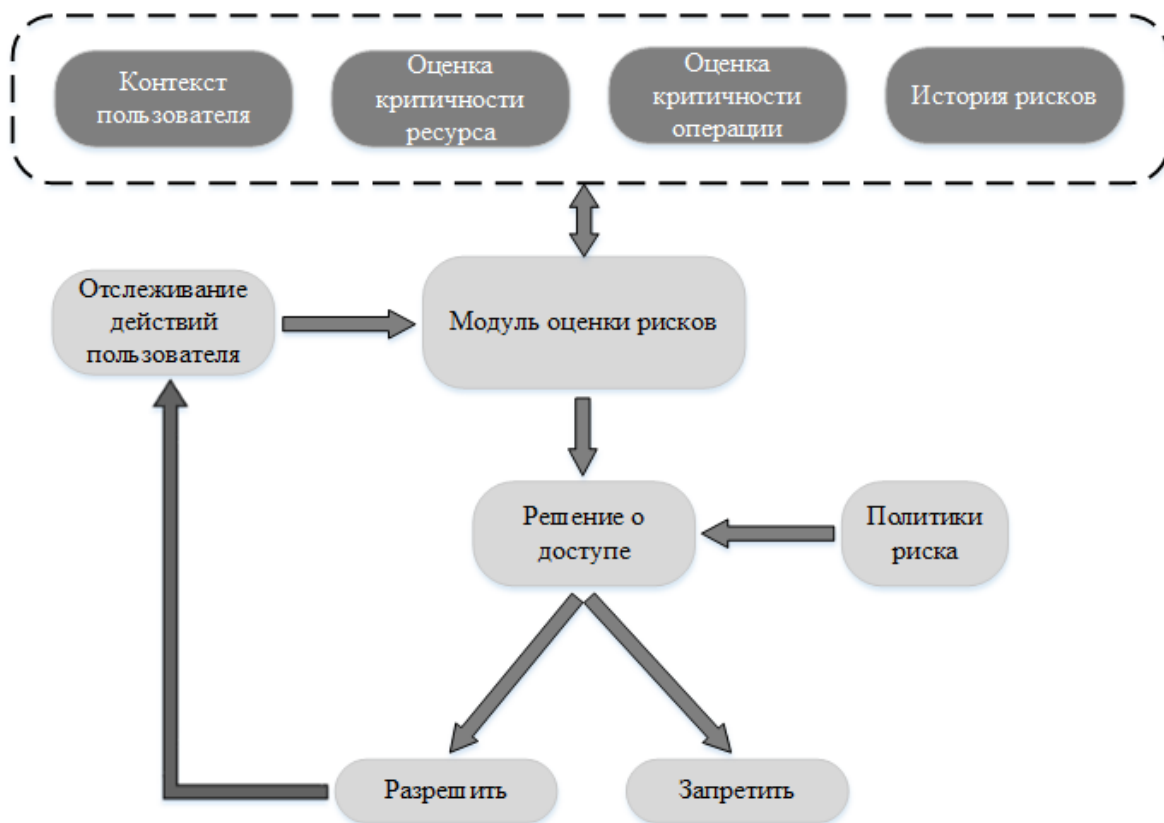 Контекст
пользователя
Оценка
критичности
ресурса
Оценка
критичности
операции
История рисков
Отслеживание
действий
пользователя
Модуль оценки рисков
Решение о
доступе
Политики
риска
Разрешить
Запретить